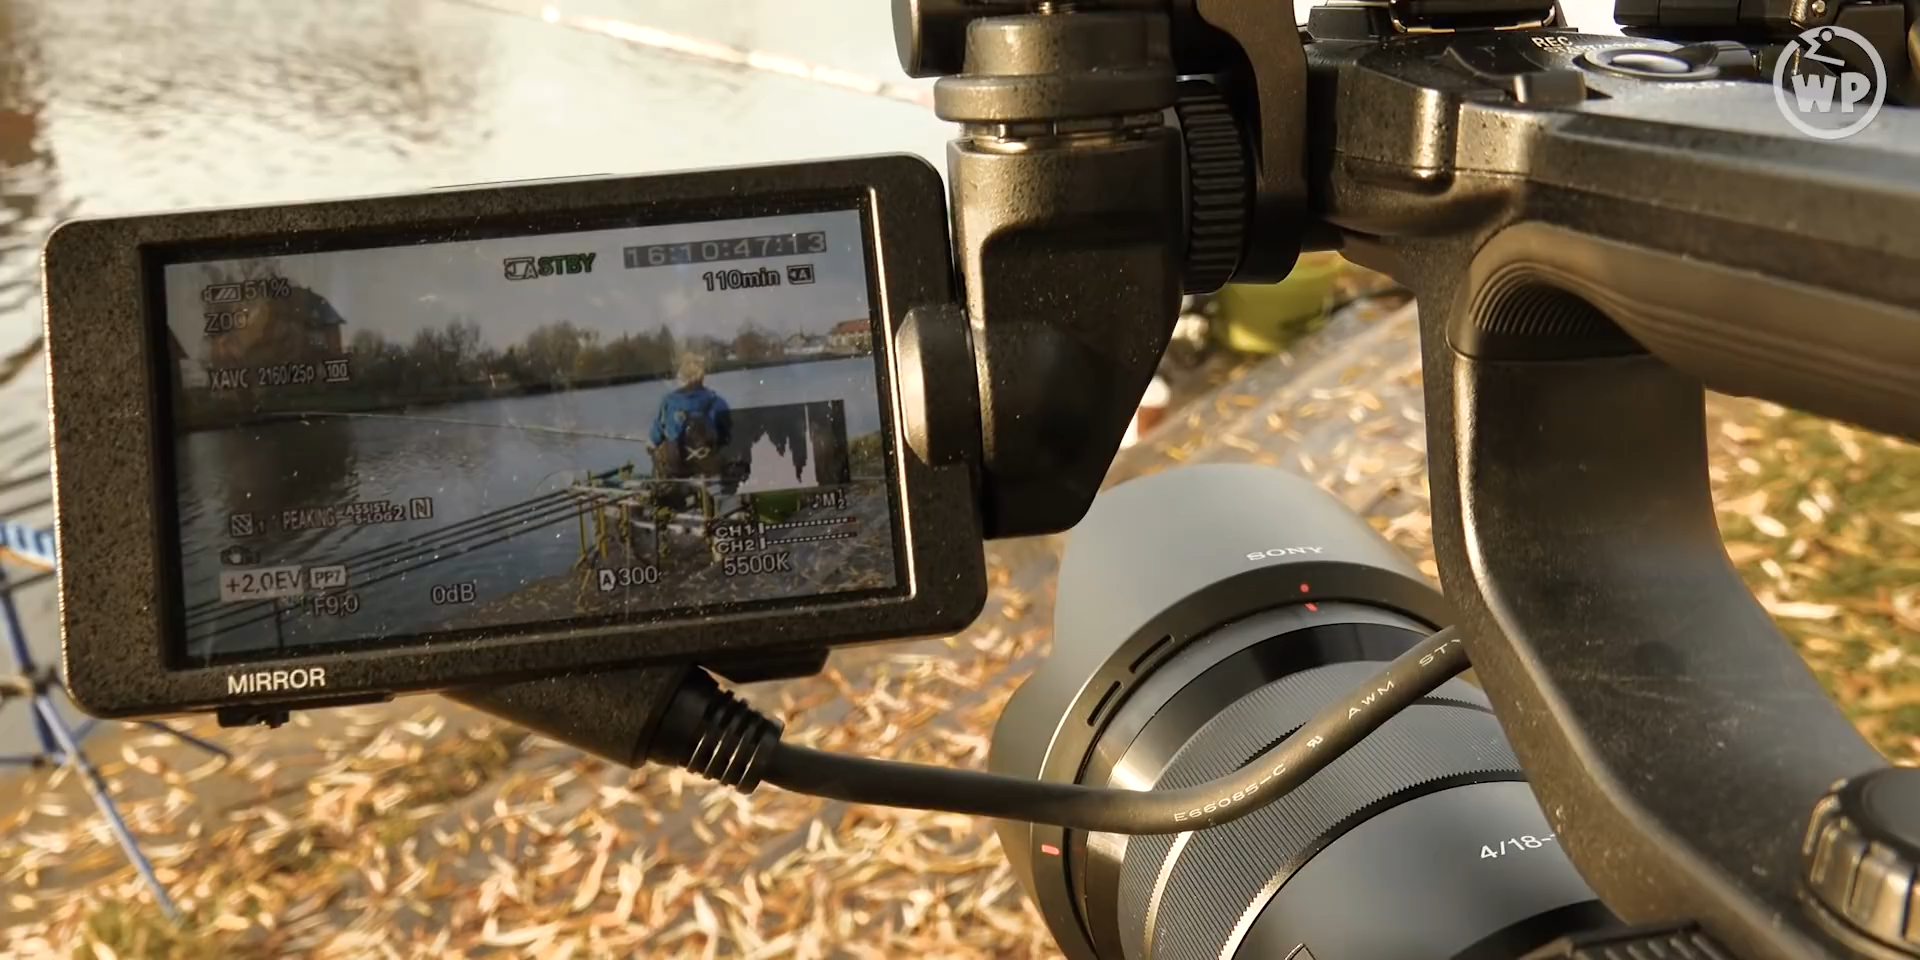 REC
WP
STBY
16:10:47:13
51%
110min
XAVC 2160/25p 100
PEAKING ASSIST S-LOG2 N
CH1
CH2
+2.0EV PP7
5500K
F9.0
0dB
A 300
MIRROR
SONY
AWM
E66085-C
4/18-